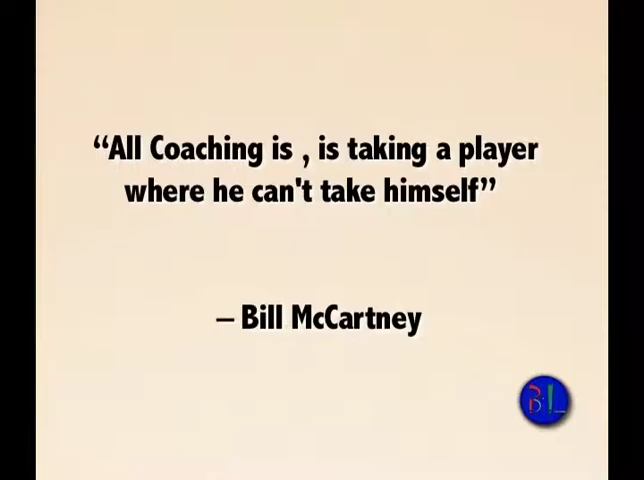 “All Coaching is , is taking a player
where he can't take himself”
– Bill McCartney